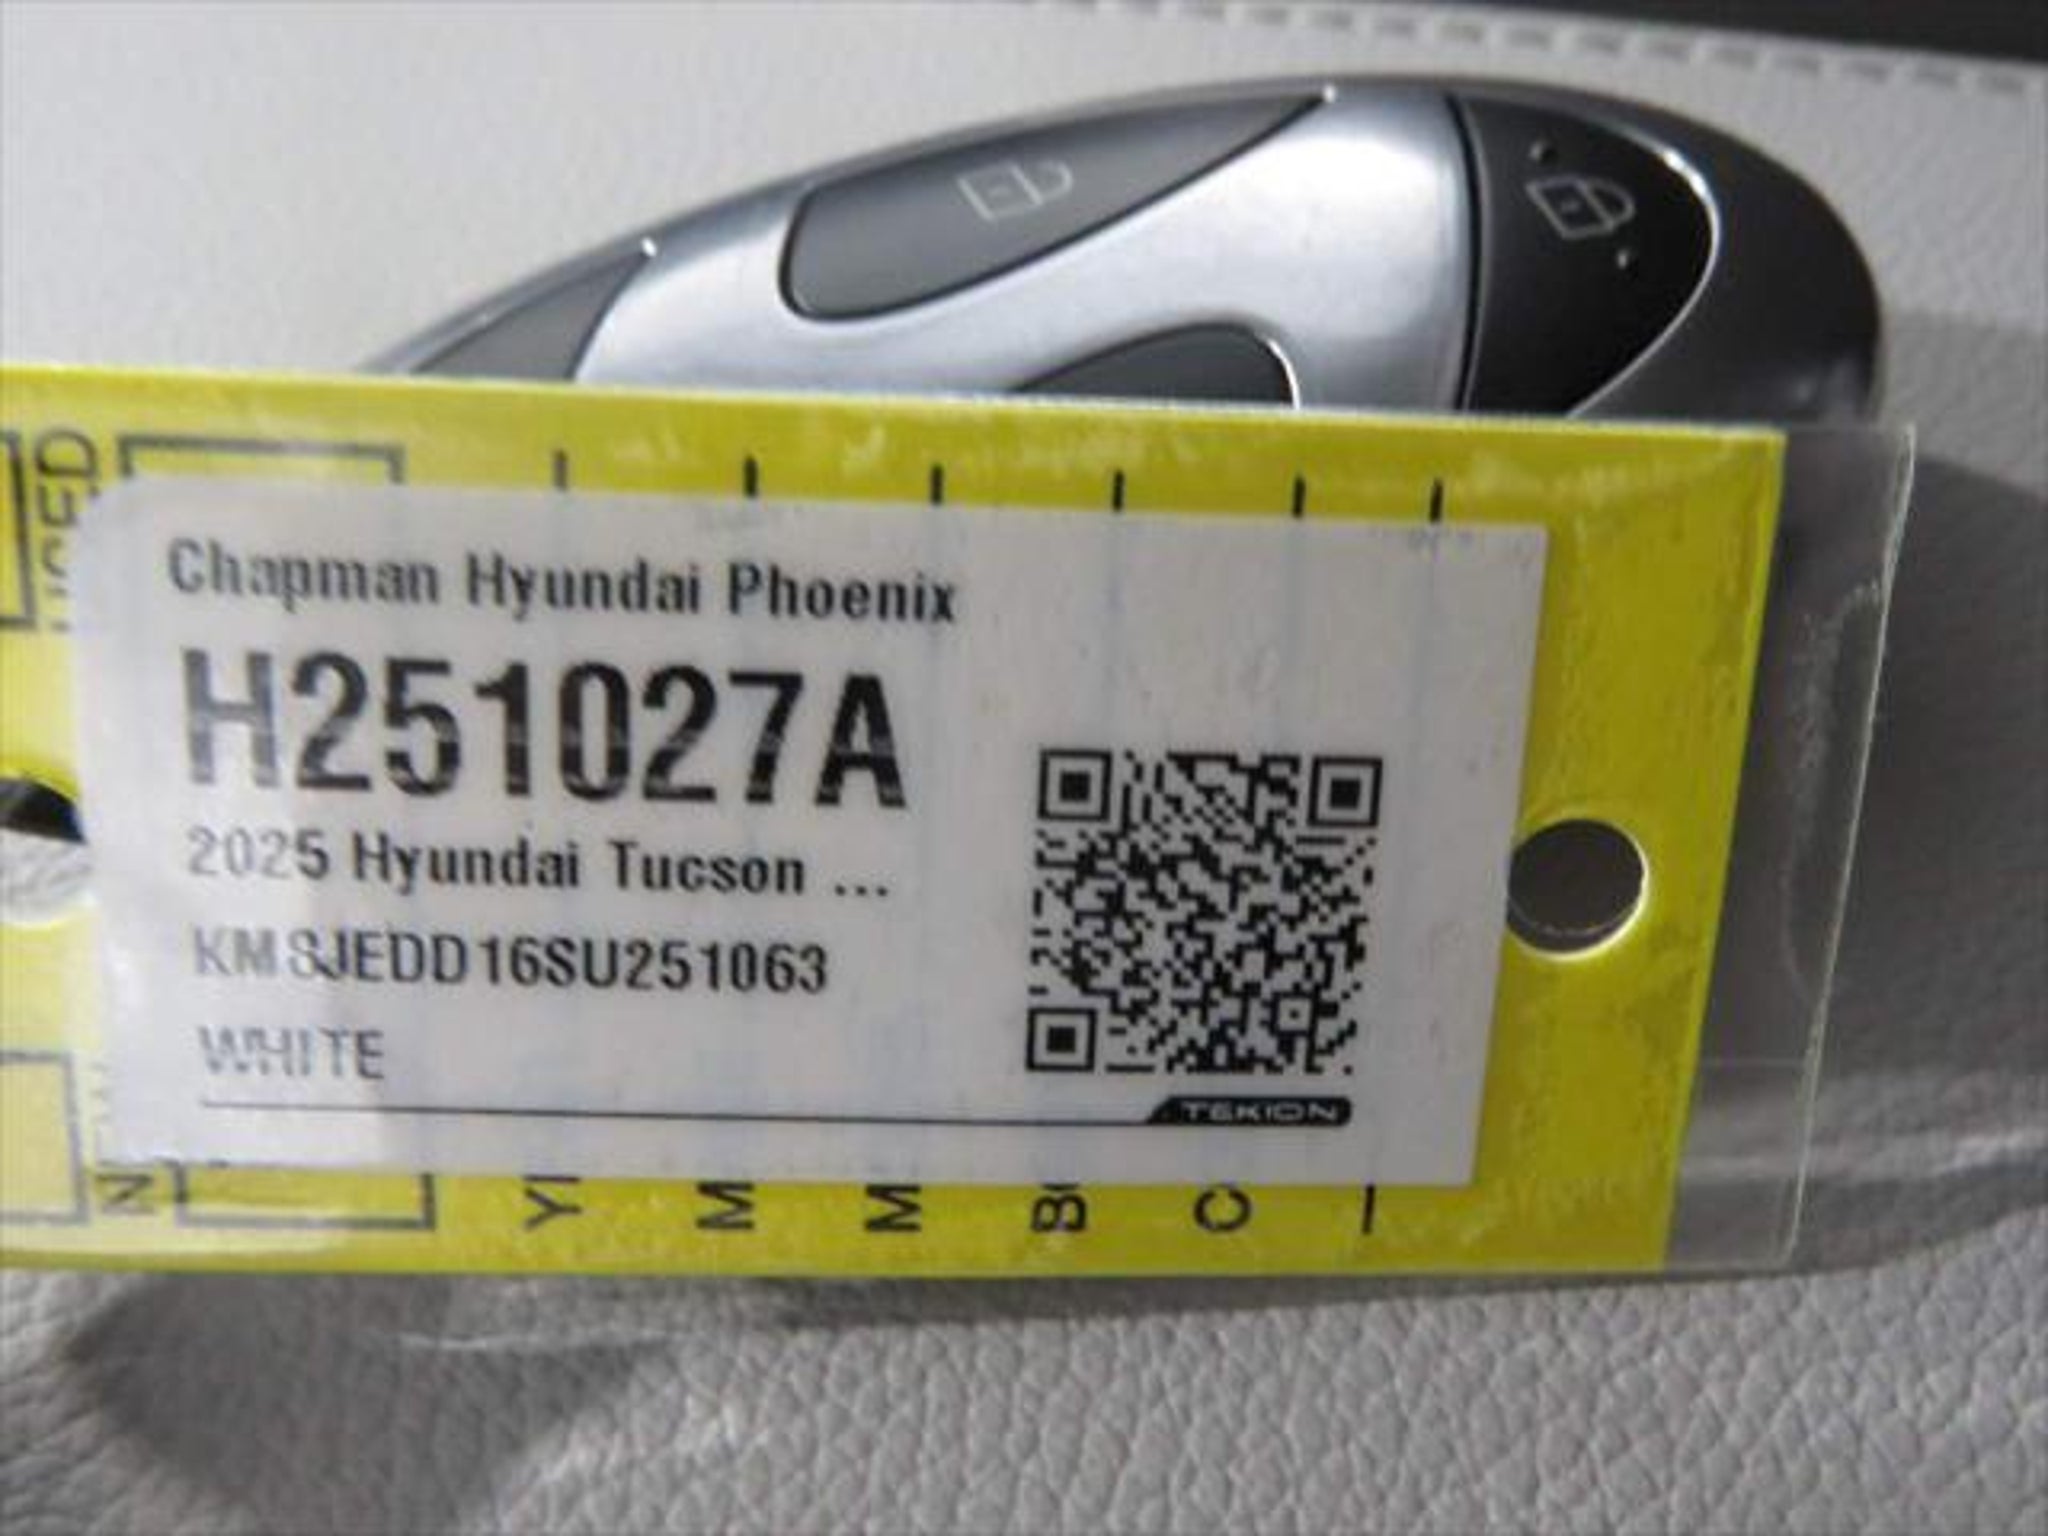 Chapman Hyundai Phoenix
H251027A
2025 Hyundai Tucson ...
KM8JEDD16SU251063
WHITE
TEKION